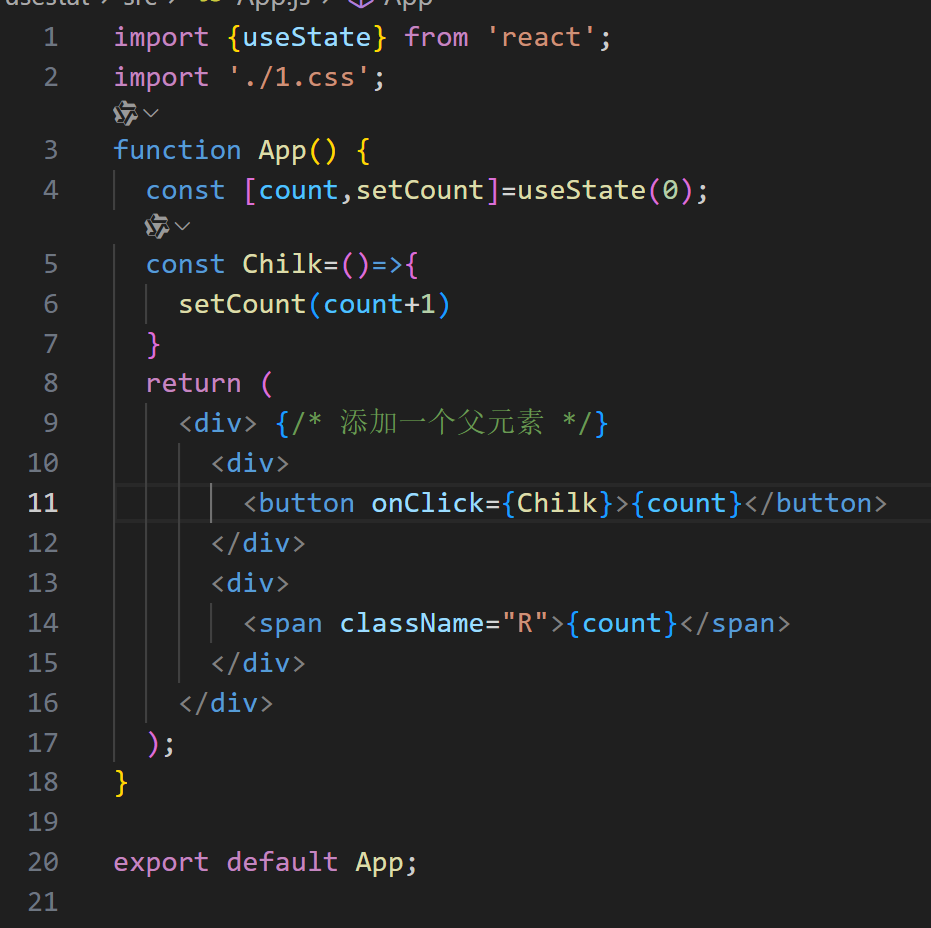 App.js > App
1 import {useState} from 'react';
2 import './1.css';
3 function App() {
4   const [count,setCount]=useState(0);
5   const Chilk=()=>{
6     setCount(count+1)
7   }
8   return (
9     <div> {/* 添加一个父元素 */}
10       <div>
11         <button onClick={Chilk}>{count}</button>
12       </div>
13       <div>
14         <span className="R">{count}</span>
15       </div>
16     </div>
17   );
18 }
19
20 export default App;
21